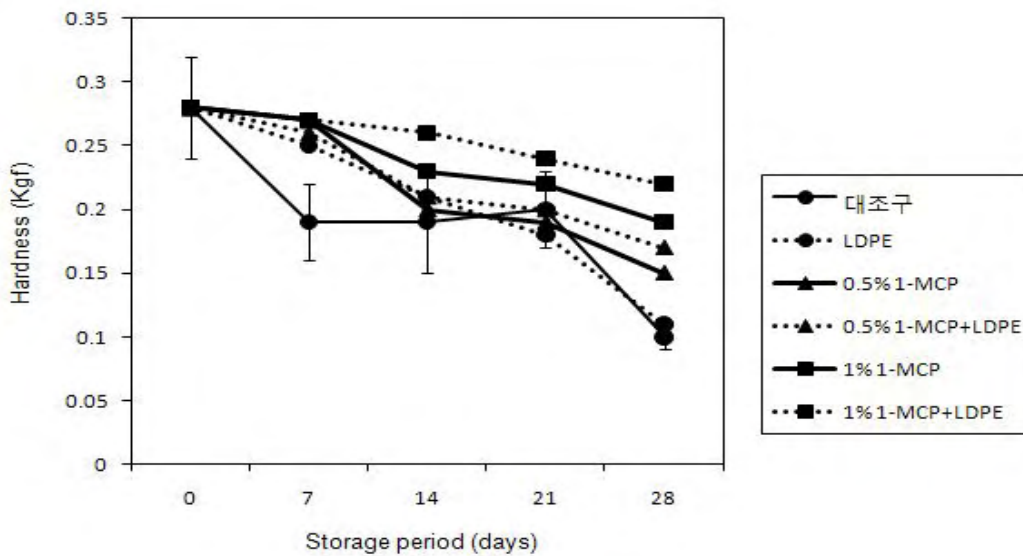 0.35
0.3
0.25
0.2
0.15
0.1
0.05
0
Hardness (Kgf)
0 7 14 21 28
Storage period (days)
대조구
LDPE
0.5%1-MCP
0.5%1-MCP+LDPE
1%1-MCP
1%1-MCP+LDPE